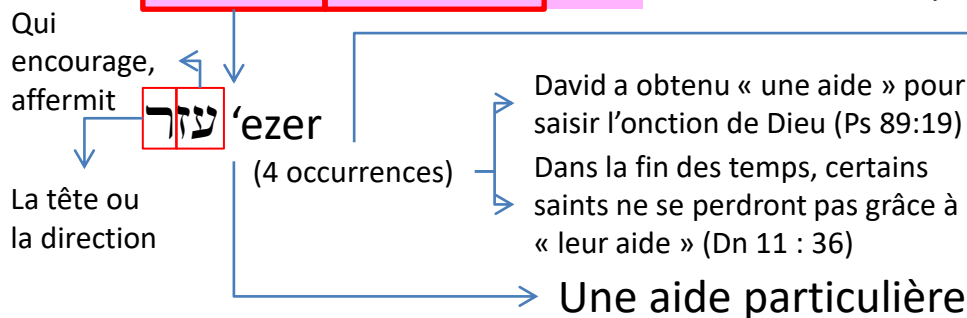 Qui
encourage,
affermit
עזר ‘ezer
(4 occurrences)
La tête ou
la direction
David a obtenu « une aide » pour
saisir l’onction de Dieu (Ps 89:19)
Dans la fin des temps, certains
saints ne se perdront pas grâce à
« leur aide » (Dn 11 : 36)
Une aide particulière